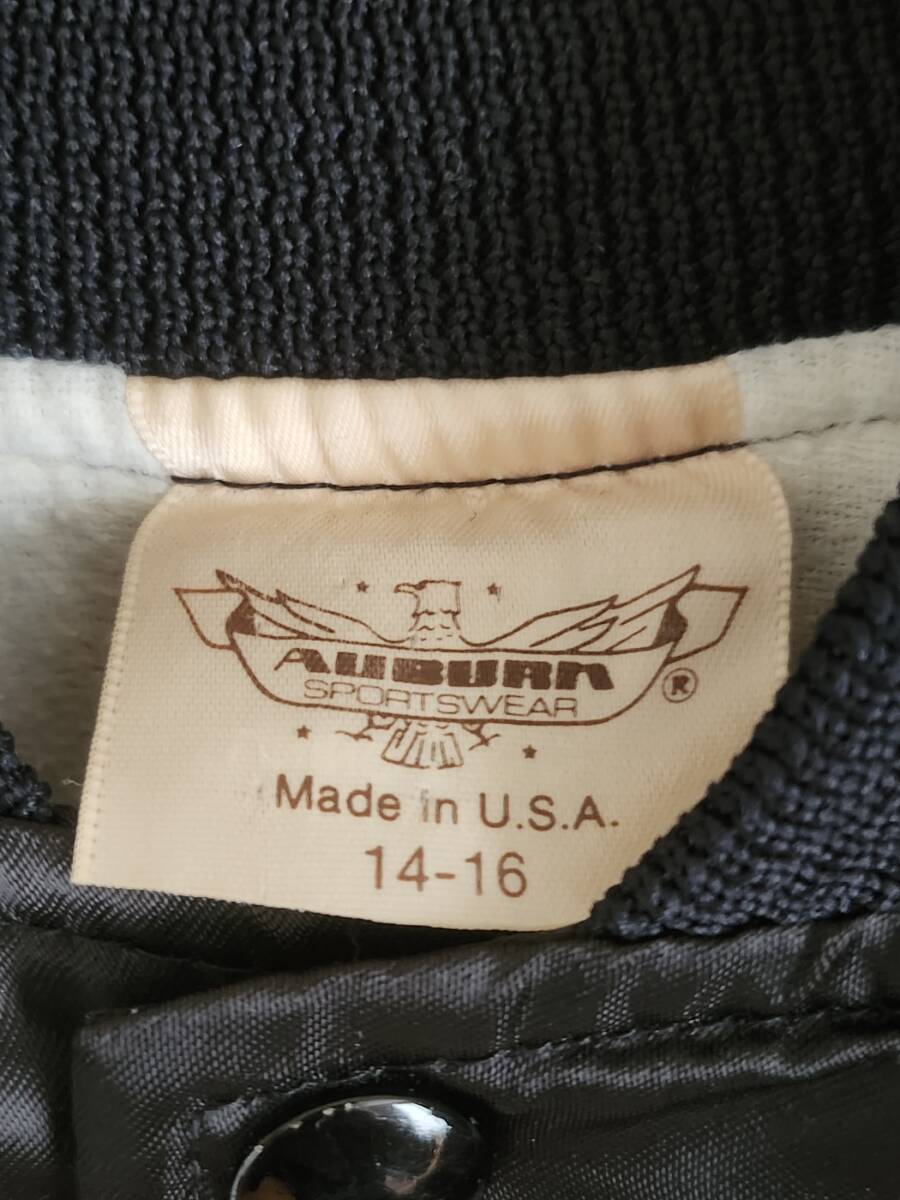 AUBURN
SPORTSWEAR
®
Made in U.S.A.
14-16